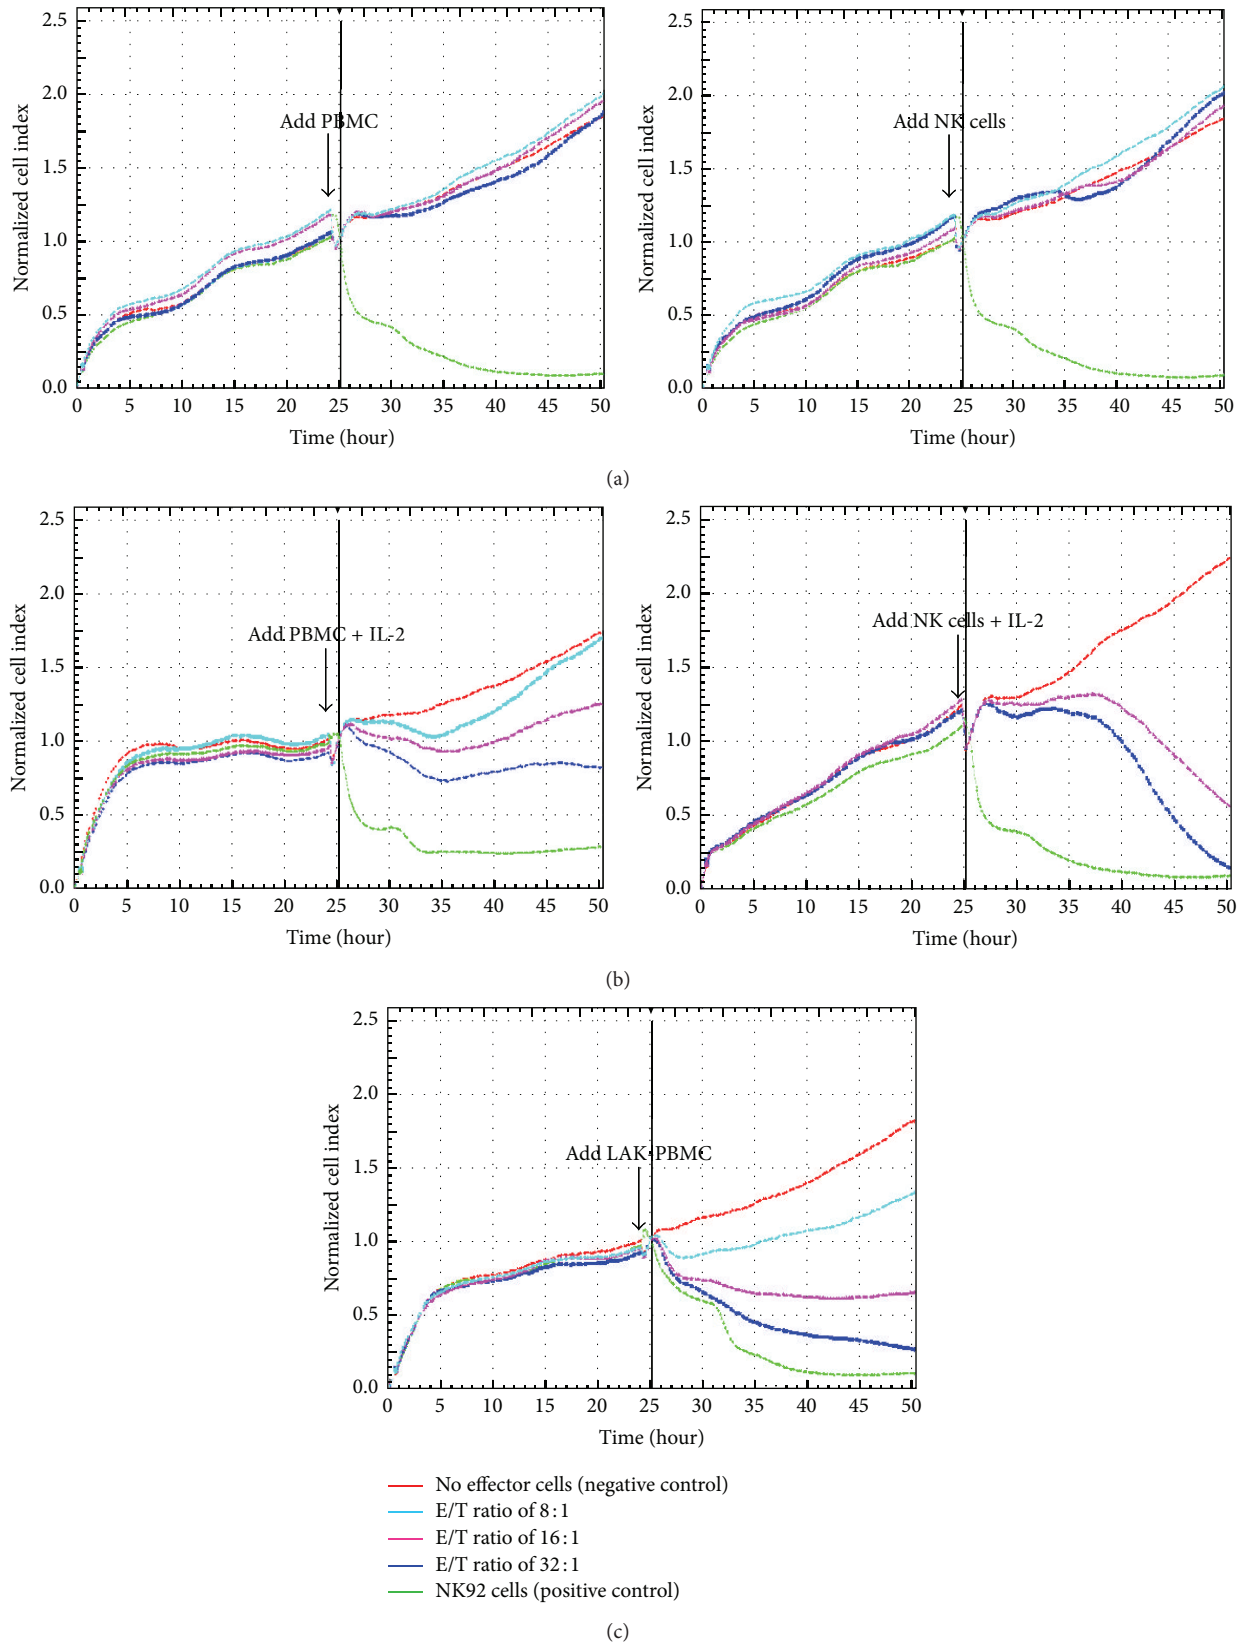 2.5
2.0
1.5
1.0
0.5
0.0
Normalized cell index
Add PBMC
0 5 10 15 20 25 30 35 40 45 50
Time (hour)
2.5
2.0
1.5
1.0
0.5
0.0
Normalized cell index
Add NK cells
0 5 10 15 20 25 30 35 40 45 50
Time (hour)
(a)
2.5
2.0
1.5
1.0
0.5
0.0
Normalized cell index
Add PBMC + IL-2
0 5 10 15 20 25 30 35 40 45 50
Time (hour)
2.5
2.0
1.5
1.0
0.5
0.0
Normalized cell index
Add NK cells + IL-2
0 5 10 15 20 25 30 35 40 45 50
Time (hour)
(b)
2.5
2.0
1.5
1.0
0.5
0.0
Normalized cell index
Add LAK-PBMC
0 5 10 15 20 25 30 35 40 45 50
Time (hour)
No effector cells (negative control)
E/T ratio of 8:1
E/T ratio of 16:1
E/T ratio of 32:1
NK92 cells (positive control)
(c)